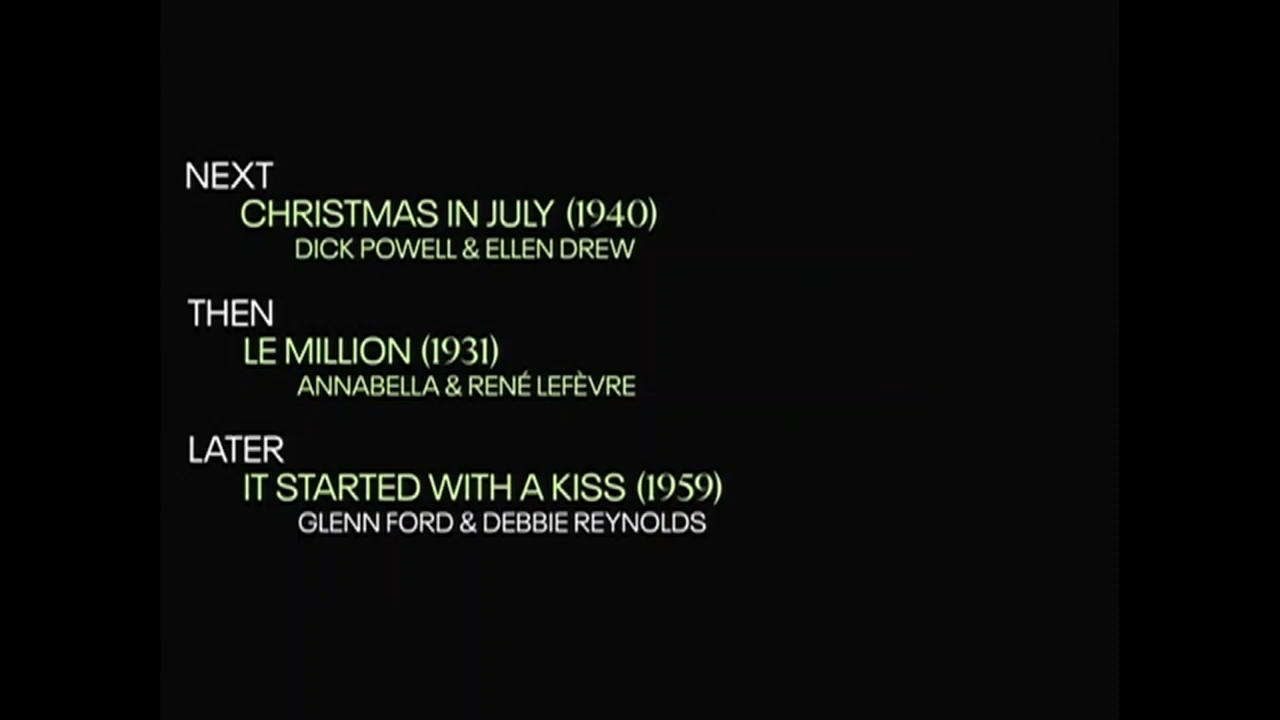 NEXT
CHRISTMAS IN JULY (1940)
DICK POWELL & ELLEN DREW
THEN
LE MILLION (1931)
ANNABELLA & RENÉ LEFÈVRE
LATER
IT STARTED WITH A KISS (1959)
GLENN FORD & DEBBIE REYNOLDS